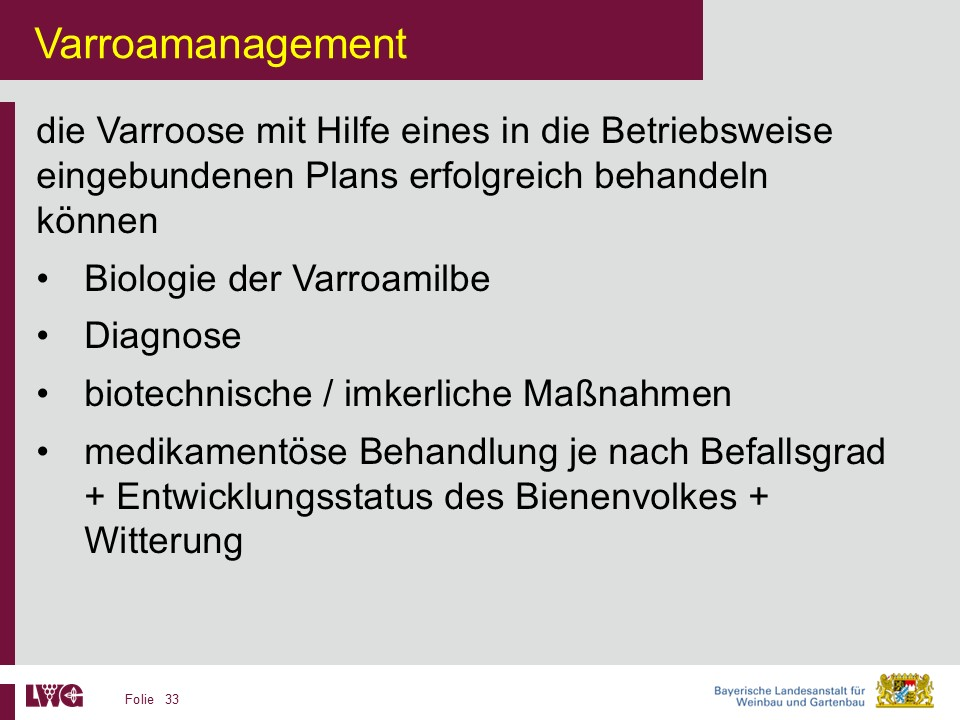 Varroamanagement
die Varroose mit Hilfe eines in die Betriebsweise
eingebundenen Plans erfolgreich behandeln
können
• Biologie der Varroamilbe
• Diagnose
• biotechnische / imkerliche Maßnahmen
• medikamentöse Behandlung je nach Befallsgrad
+ Entwicklungsstatus des Bienenvolkes +
Witterung
LWG
Folie 33
Bayerische Landesanstalt für
Weinbau und Gartenbau